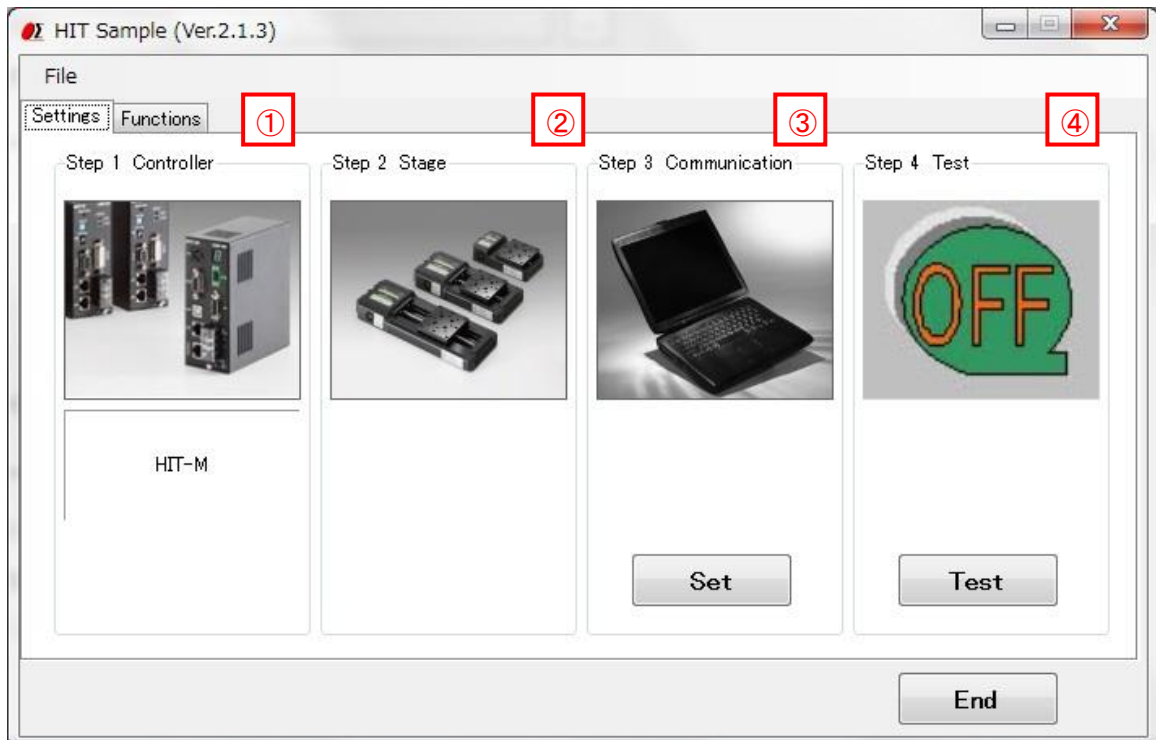 HIT Sample (Ver.2.1.3)
File
Settings Functions
① ② ③ ④
Step 1 Controller Step 2 Stage Step 3 Communication Step 4 Test
OFF
HIT-M
Set Test
End